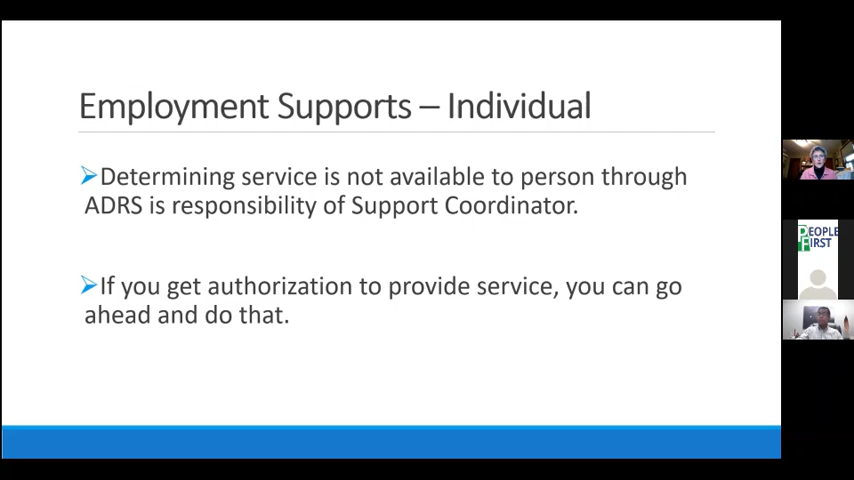 Employment Supports – Individual
➢Determining service is not available to person through
ADRS is responsibility of Support Coordinator.
➢If you get authorization to provide service, you can go
ahead and do that.
PEOPLE
FIRST